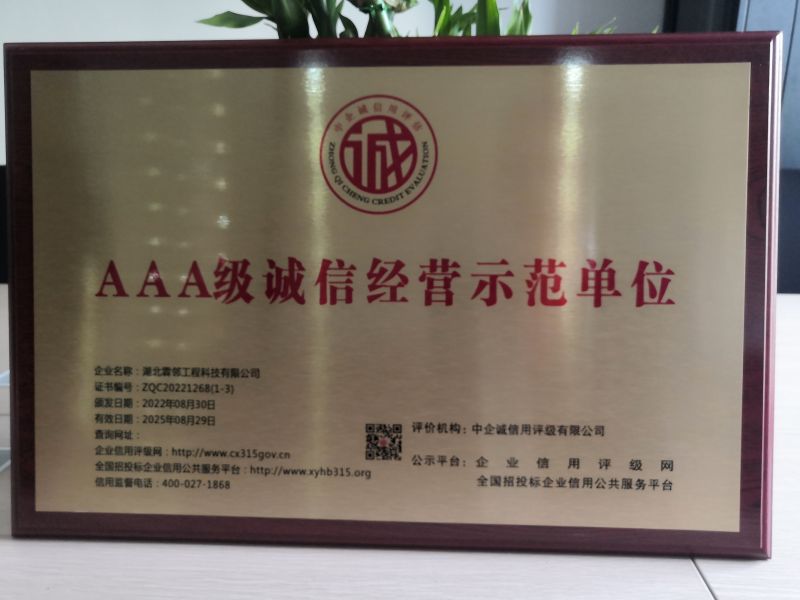 中企诚信用评估
诚
ZHONG QI CHENG CREDIT EVALUATION
AAA级诚信经营示范单位
企业名称：湖北霄邻工程科技有限公司
证书编号：ZQC20221268(1-3)
颁发日期：2022年08月30日
有效日期：2025年08月29日
查询网址：
企业信用评级网：http://www.cx315gov.cn
全国招投标企业信用公共服务平台：http://www.xyhb315.org
信用监督电话：400-027-1868
评价机构：中企诚信用评级有限公司
公示平台：企业信用评级网
全国招投标企业信用公共服务平台